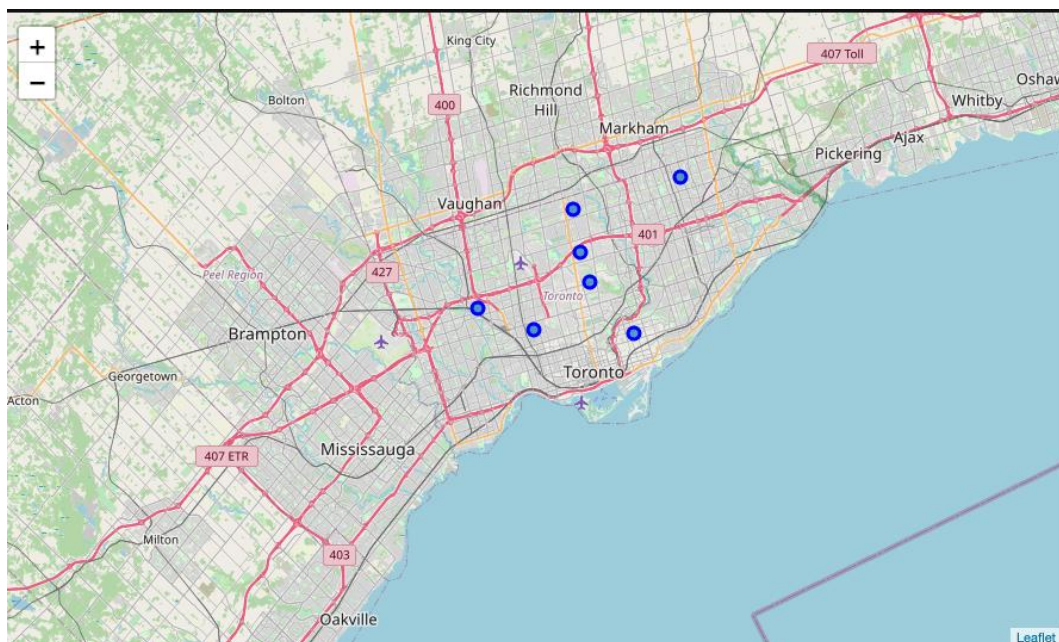 +
−
King City
407 Toll
Oshaw
Bolton
Richmond
Hill
Whitby
400
Markham
Ajax
Pickering
Vaughan
401
427
Peel Region
Toronto
Brampton
Toronto
Georgetown
Acton
Mississauga
407 ETR
Milton
403
Oakville
Leaflet